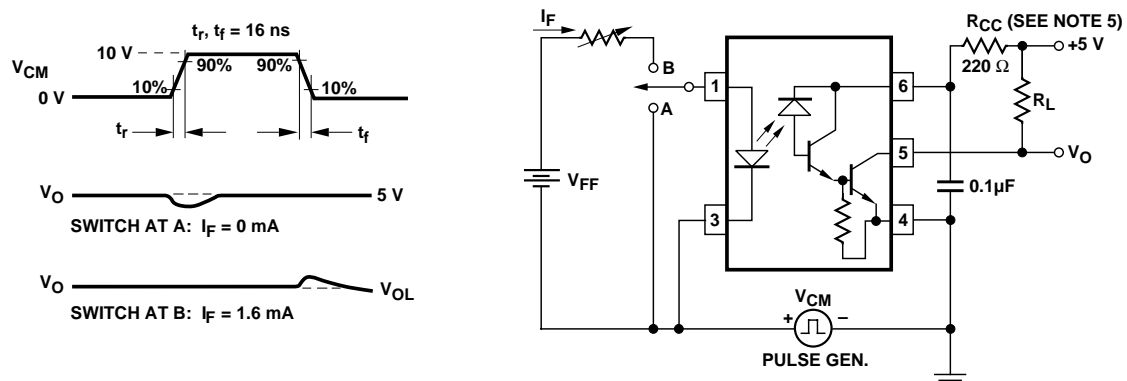 t_r, t_f = 16 ns
10 V
V_CM
90%
90%
10%
10%
0 V
t_r
t_f
V_O
5 V
SWITCH AT A: I_F = 0 mA
V_O
V_OL
SWITCH AT B: I_F = 1.6 mA
I_F
B
A
V_FF
1
3
6
5
4
R_CC (SEE NOTE 5)
+5 V
220 Ω
R_L
V_O
0.1µF
V_CM
+
–
PULSE GEN.